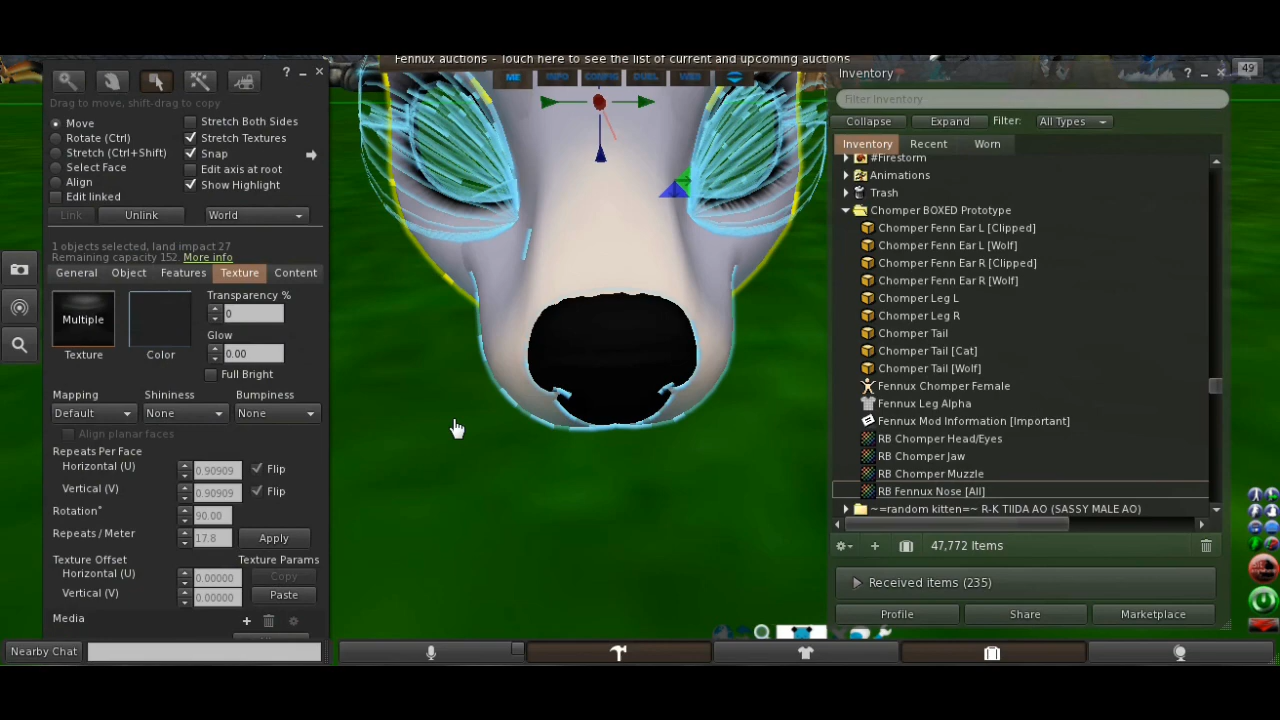 Fennux auctions - Touch here to see the list of current and upcoming auctions
INFO CONFIG DUEL WEB
? _ ×
Drag to move, shift-drag to copy
Move
Rotate (Ctrl)
Stretch (Ctrl+Shift)
Select Face
Align
Edit linked
Stretch Both Sides
Stretch Textures
Snap
Edit axis at root
Show Highlight
Link Unlink World
1 objects selected, land impact 27
Remaining capacity 152. More info
General Object Features Texture Content
Multiple
Texture
Color
Transparency %
0
Glow
0.00
Full Bright
Mapping Shininess Bumpiness
Default None None
Align planar faces
Repeats Per Face
Horizontal (U) 0.90909 Flip
Vertical (V) 0.90909 Flip
Rotation° 90.00
Repeats / Meter 17.8 Apply
Texture Offset Texture Params
Horizontal (U) 0.00000 Copy
Vertical (V) 0.00000 Paste
Media
Nearby Chat
Inventory ? _ ×
49
Filter Inventory
Collapse Expand Filter: All Types
Inventory Recent Worn
#Firestorm
Animations
Trash
Chomper BOXED Prototype
Chomper Fenn Ear L [Clipped]
Chomper Fenn Ear L [Wolf]
Chomper Fenn Ear R [Clipped]
Chomper Fenn Ear R [Wolf]
Chomper Leg L
Chomper Leg R
Chomper Tail
Chomper Tail [Cat]
Chomper Tail [Wolf]
Fennux Chomper Female
Fennux Leg Alpha
Fennux Mod Information [Important]
RB Chomper Head/Eyes
RB Chomper Jaw
RB Chomper Muzzle
RB Fennux Nose [All]
~=random kitten=~ R-K TIIDA AO (SASSY MALE AO)
47,772 Items
Received items (235)
Profile Share Marketplace